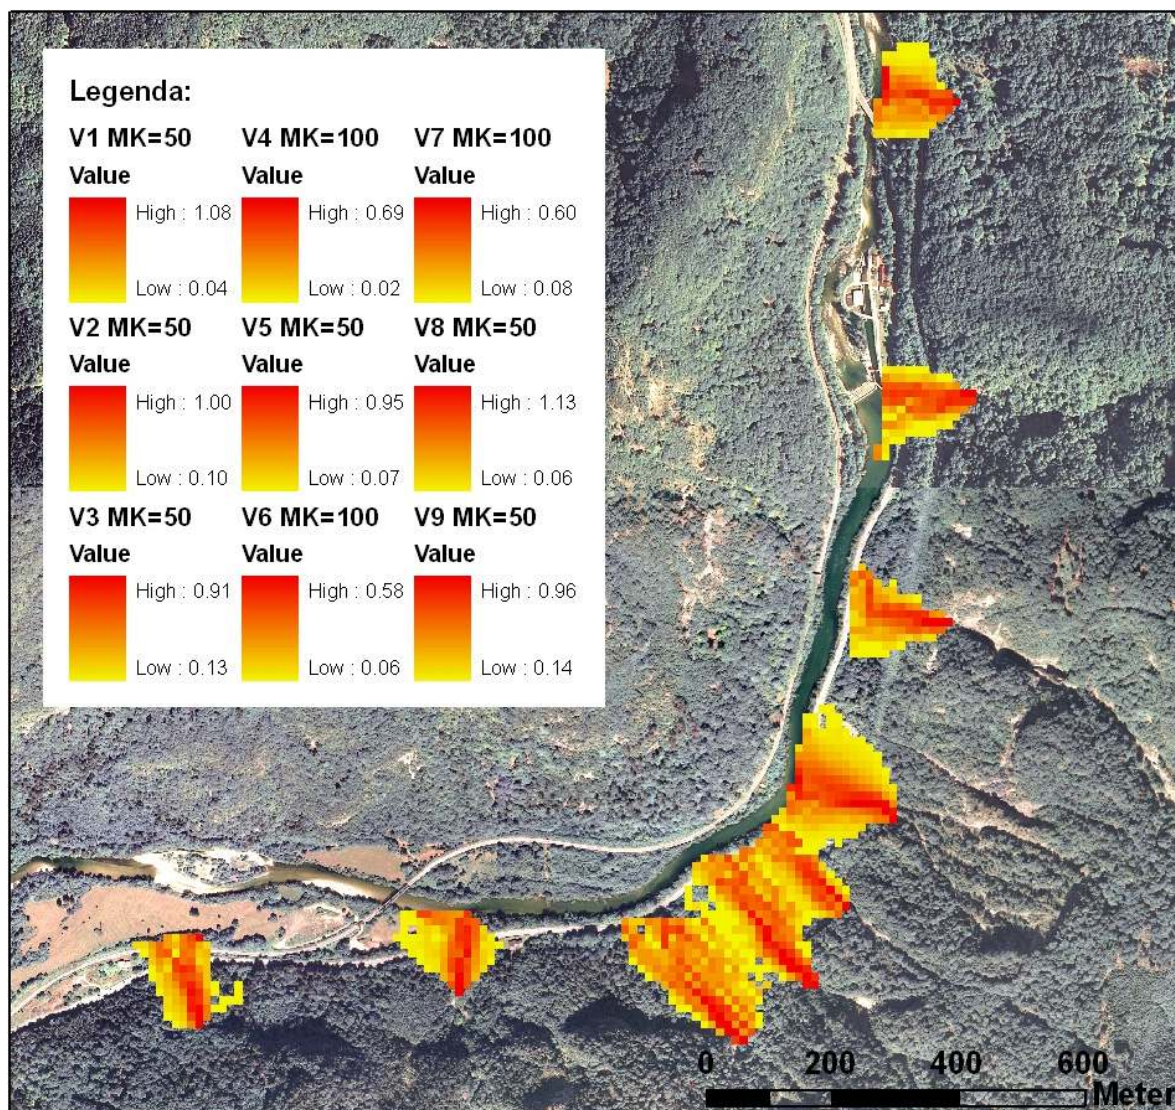 Legenda:
V1 MK=50
Value
High : 1.08
Low : 0.04
V4 MK=100
Value
High : 0.69
Low : 0.02
V7 MK=100
Value
High : 0.60
Low : 0.08
V2 MK=50
Value
High : 1.00
Low : 0.10
V5 MK=50
Value
High : 0.95
Low : 0.07
V8 MK=50
Value
High : 1.13
Low : 0.06
V3 MK=50
Value
High : 0.91
Low : 0.13
V6 MK=100
Value
High : 0.58
Low : 0.06
V9 MK=50
Value
High : 0.96
Low : 0.14
0 200 400 600
Mete